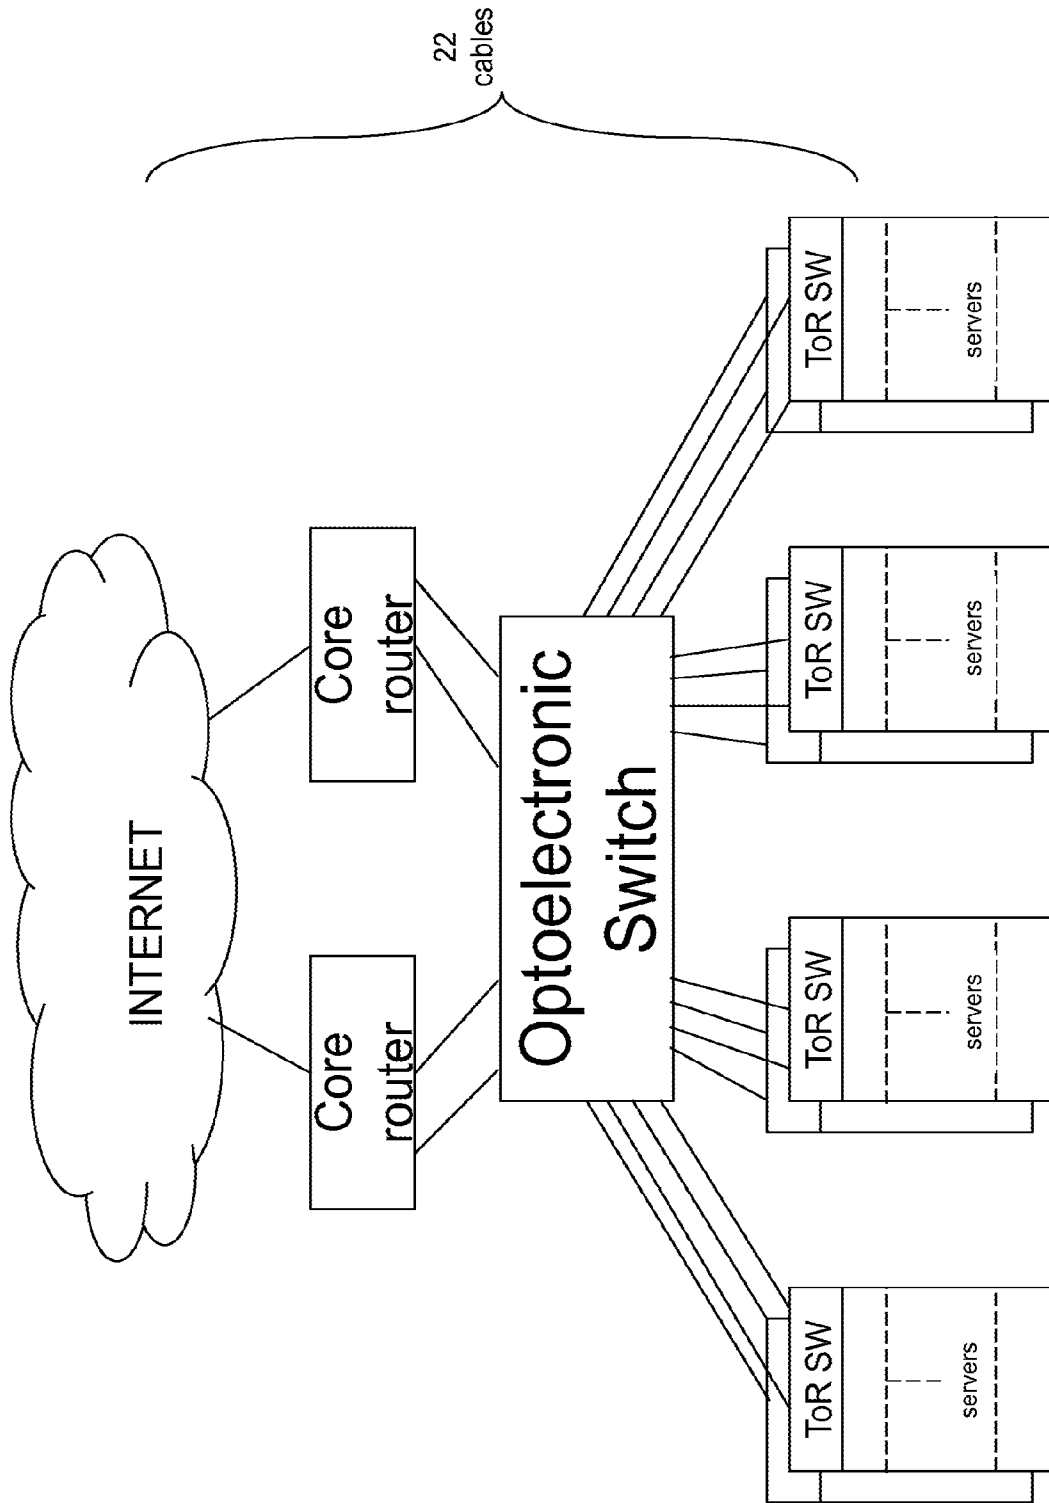 22
cables
INTERNET
Core
router
Core
router
Optoelectronic
Switch
ToR SW
servers
ToR SW
servers
ToR SW
servers
ToR SW
servers